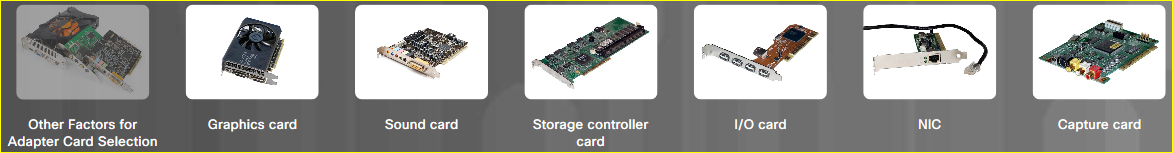 Other Factors for
Adapter Card Selection
Graphics card
Sound card
Storage controller
card
I/O card
NIC
Capture card